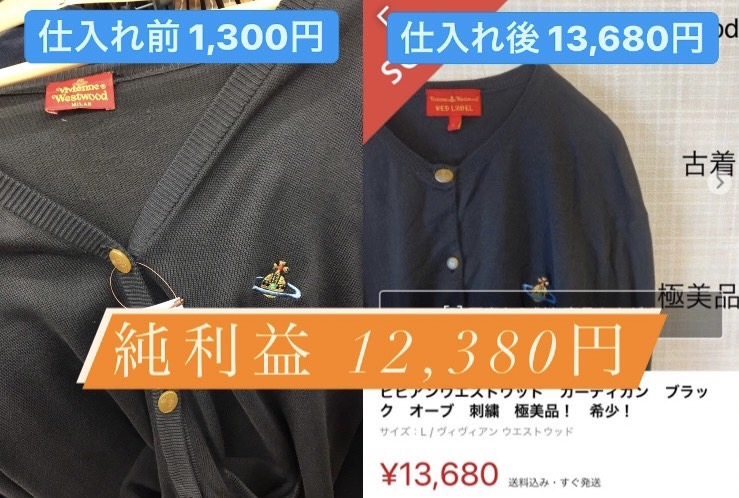 仕入れ前 1,300円
仕入れ後 13,680円
Vivienne
Westwood
MILAN
Vivienne Westwood
RED LABEL
古着
極美品
純利益 12,380円
ビビアンウエストウッド カーディガン ブラッ
ク オーブ 刺繍 極美品! 希少!
サイズ:L / ヴィヴィアン ウエストウッド
¥13,680 送料込み・すぐ発送